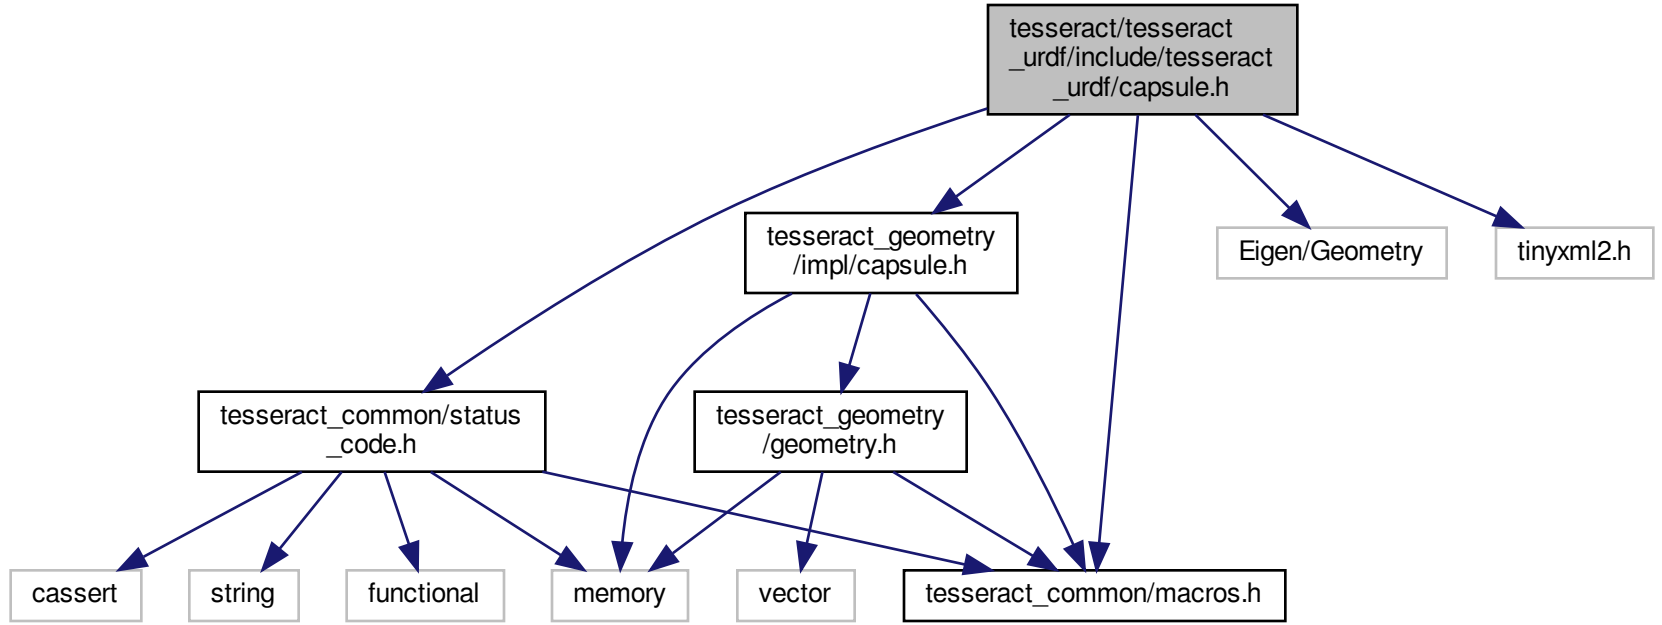 tesseract/tesseract
_urdf/include/tesseract
_urdf/capsule.h
tesseract_geometry
/impl/capsule.h
Eigen/Geometry
tinyxml2.h
tesseract_common/status
_code.h
tesseract_geometry
/geometry.h
cassert
string
functional
memory
vector
tesseract_common/macros.h